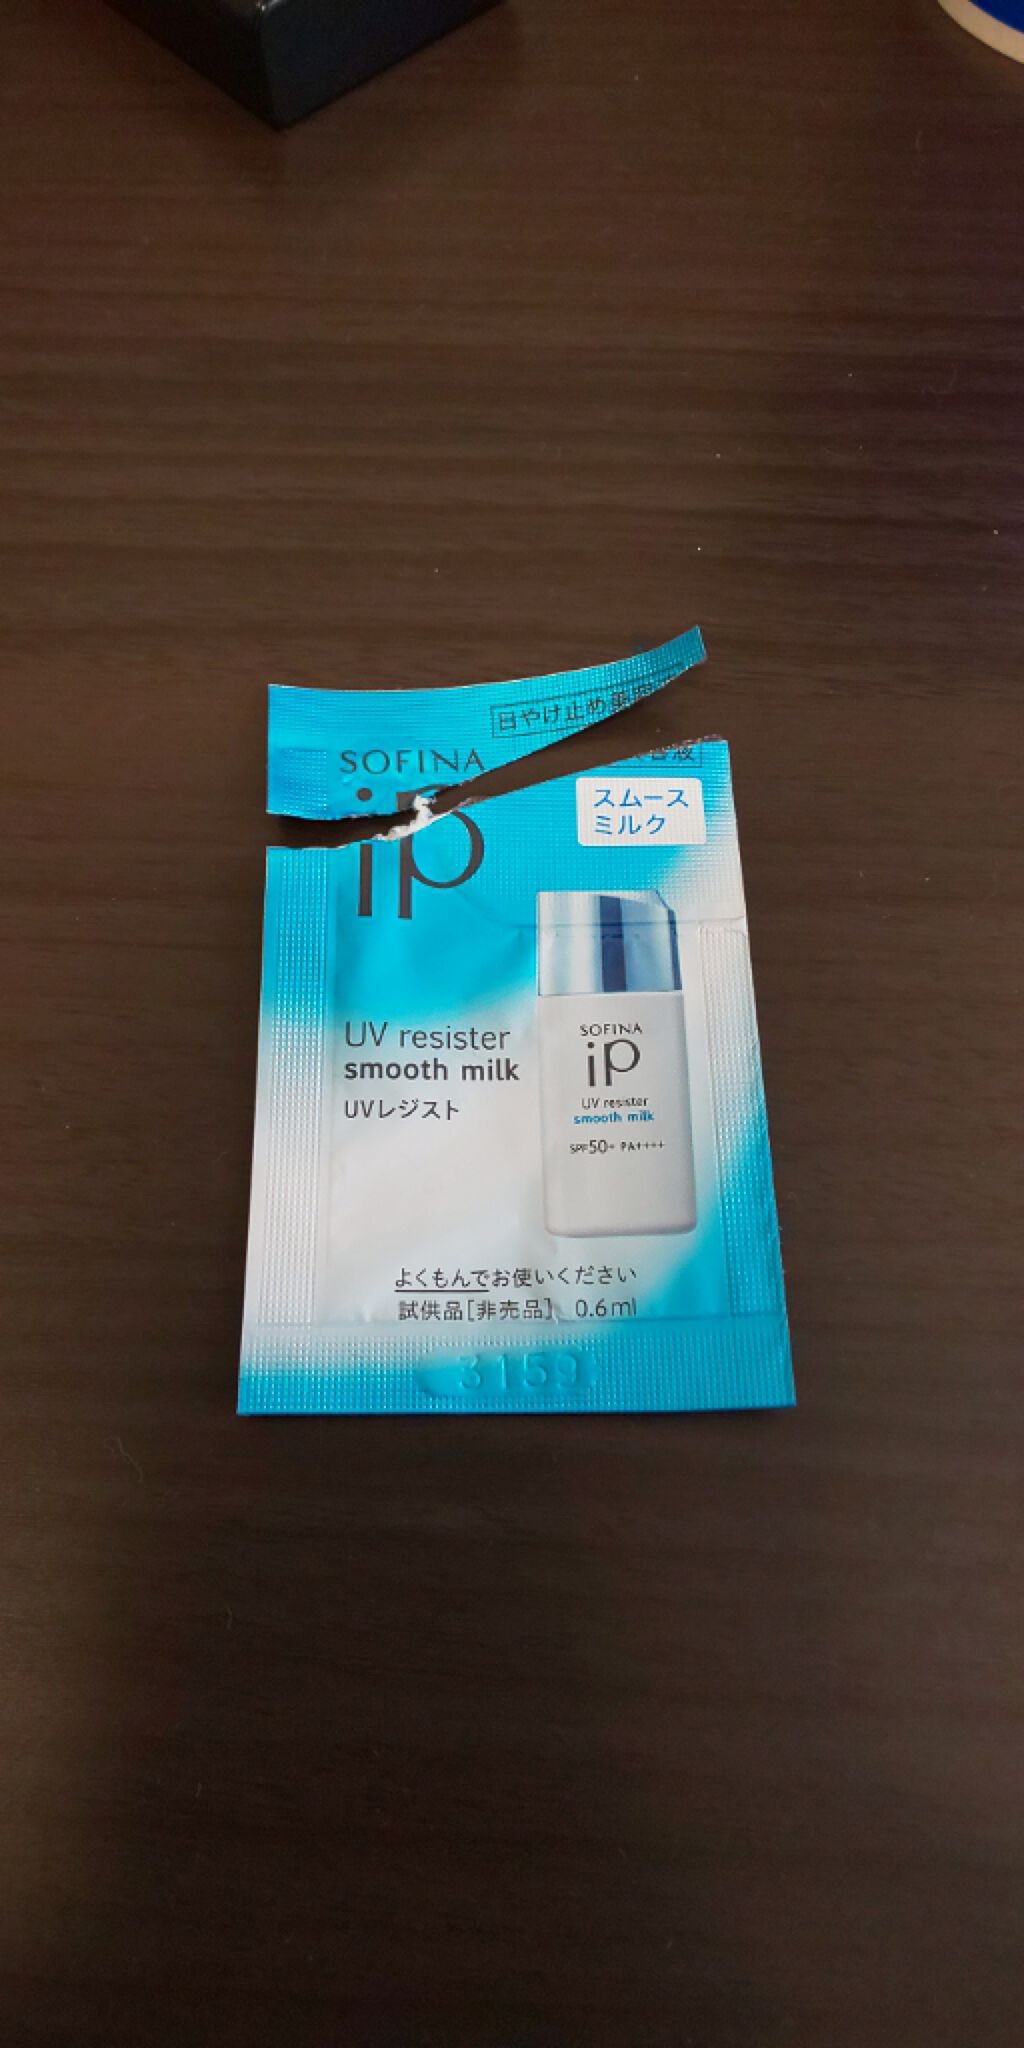 日やけ止め美容液
SOFINA
iP
スムース
ミルク
UV resister
smooth milk
UVレジスト
SOFINA
iP
UV resister
smooth milk
SPF50+ PA++++
よくもんでお使いください
試供品[非売品] 0.6ml
3159